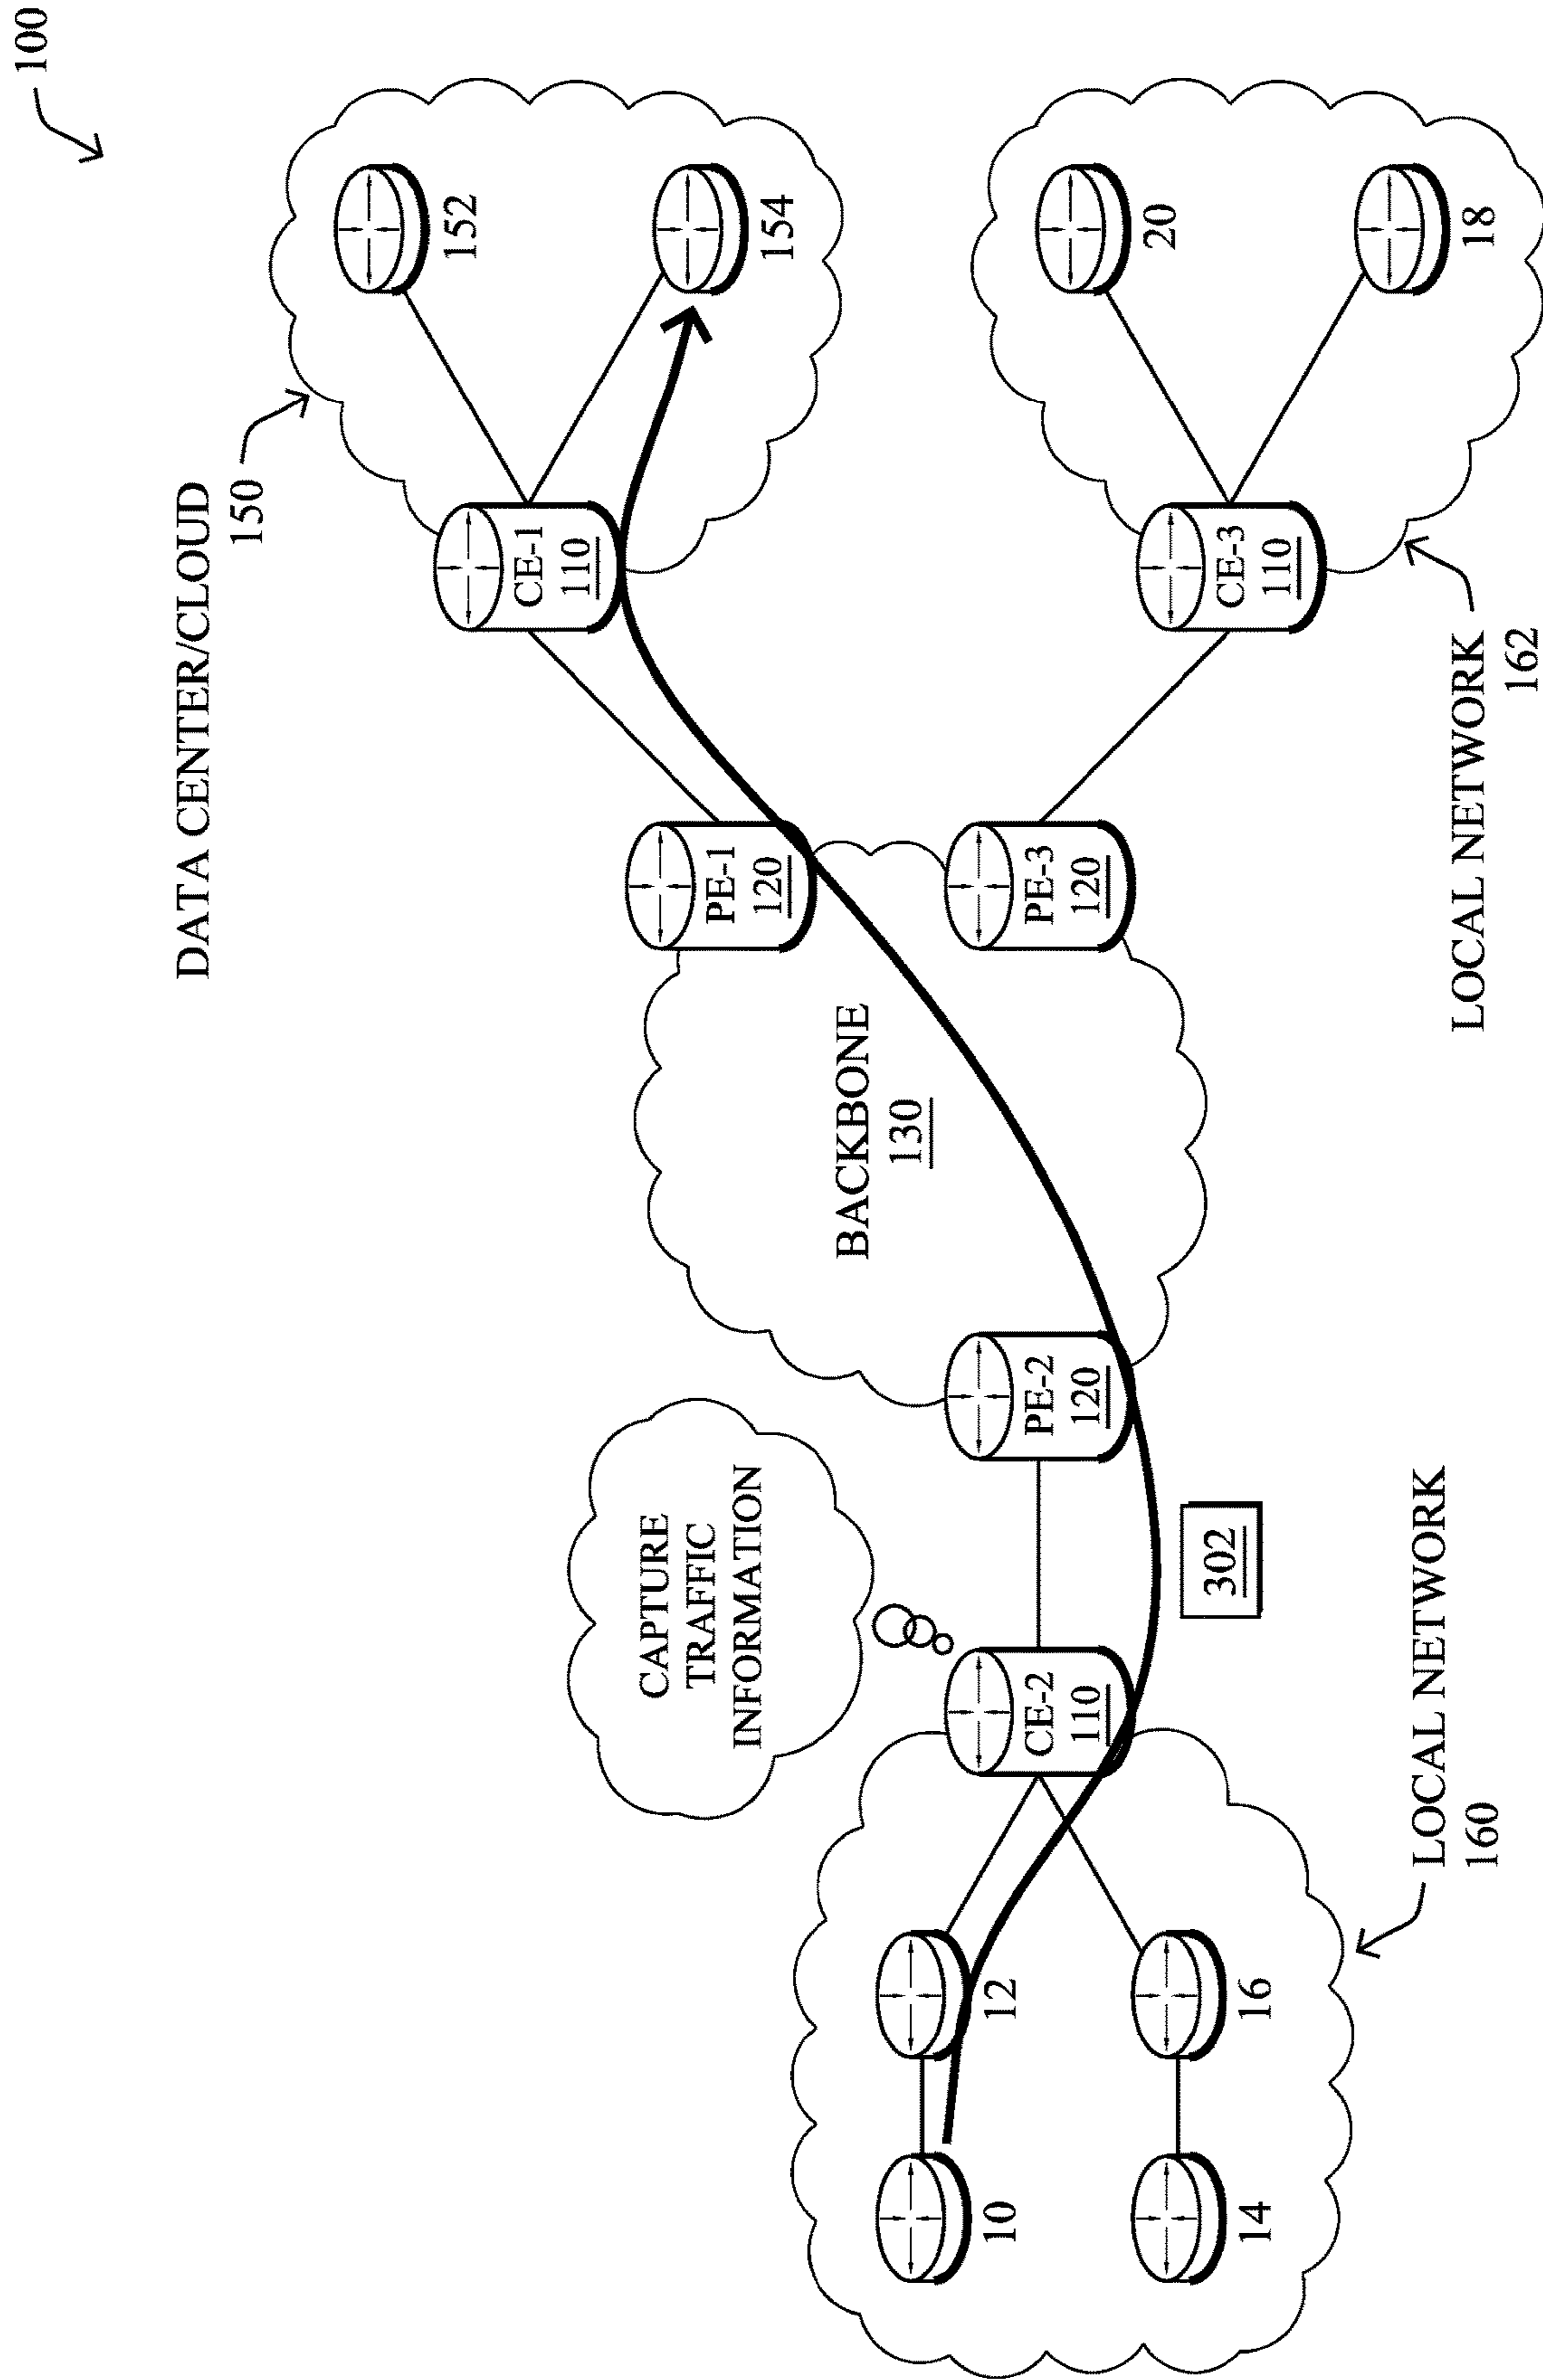 100
DATA CENTER/CLOUD
150
152
154
CE-1
110
PE-1
120
BACKBONE
130
PE-3
120
CE-3
110
20
18
LOCAL NETWORK
162
CAPTURE
TRAFFIC
INFORMATION
PE-2
120
302
CE-2
110
10
12
14
16
LOCAL NETWORK
160